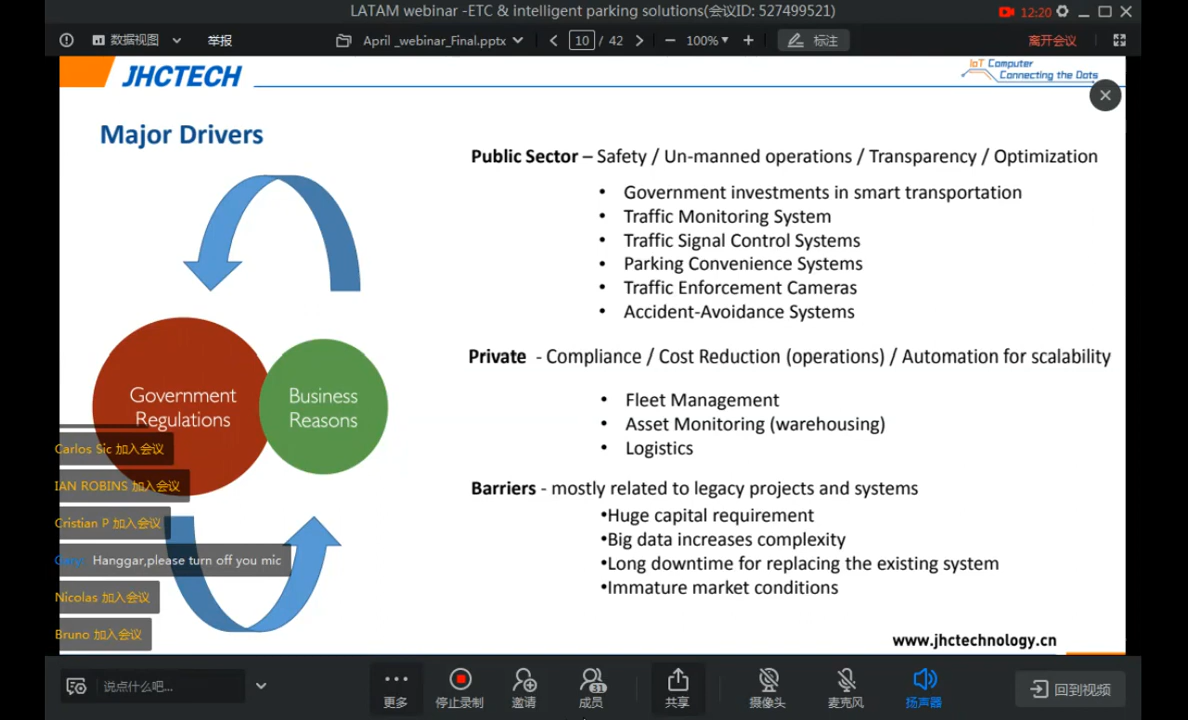 LATAM webinar -ETC & intelligent parking solutions(会议ID: 527499521)
12:20
数据视图
举报
April _webinar_Final.pptx
10 / 42
100%
标注
离开会议
JHCTECH
IoT Computer
Connecting the Dots
Major Drivers
Public Sector – Safety / Un-manned operations / Transparency / Optimization
• Government investments in smart transportation
• Traffic Monitoring System
• Traffic Signal Control Systems
• Parking Convenience Systems
• Traffic Enforcement Cameras
• Accident-Avoidance Systems
Private - Compliance / Cost Reduction (operations) / Automation for scalability
• Fleet Management
• Asset Monitoring (warehousing)
• Logistics
Barriers - mostly related to legacy projects and systems
•Huge capital requirement
•Big data increases complexity
•Long downtime for replacing the existing system
•Immature market conditions
Government
Regulations
Business
Reasons
Carlos Sic 加入会议
IAN ROBINS 加入会议
Cristian P 加入会议
Hanggar,please turn off you mic
Nicolas 加入会议
Bruno 加入会议
www.jhctechnology.cn
说点什么吧...
更多
停止录制
邀请
31
成员
共享
摄像头
麦克风
扬声器
回到视频